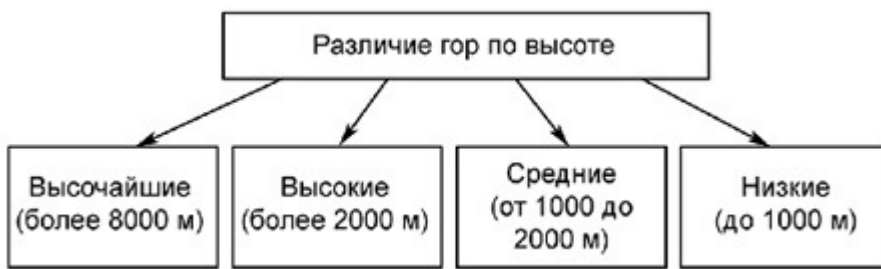 Различие гор по высоте
Высочайшие
(более 8000 м)
Высокие
(более 2000 м)
Средние
(от 1000 до
2000 м)
Низкие
(до 1000 м)